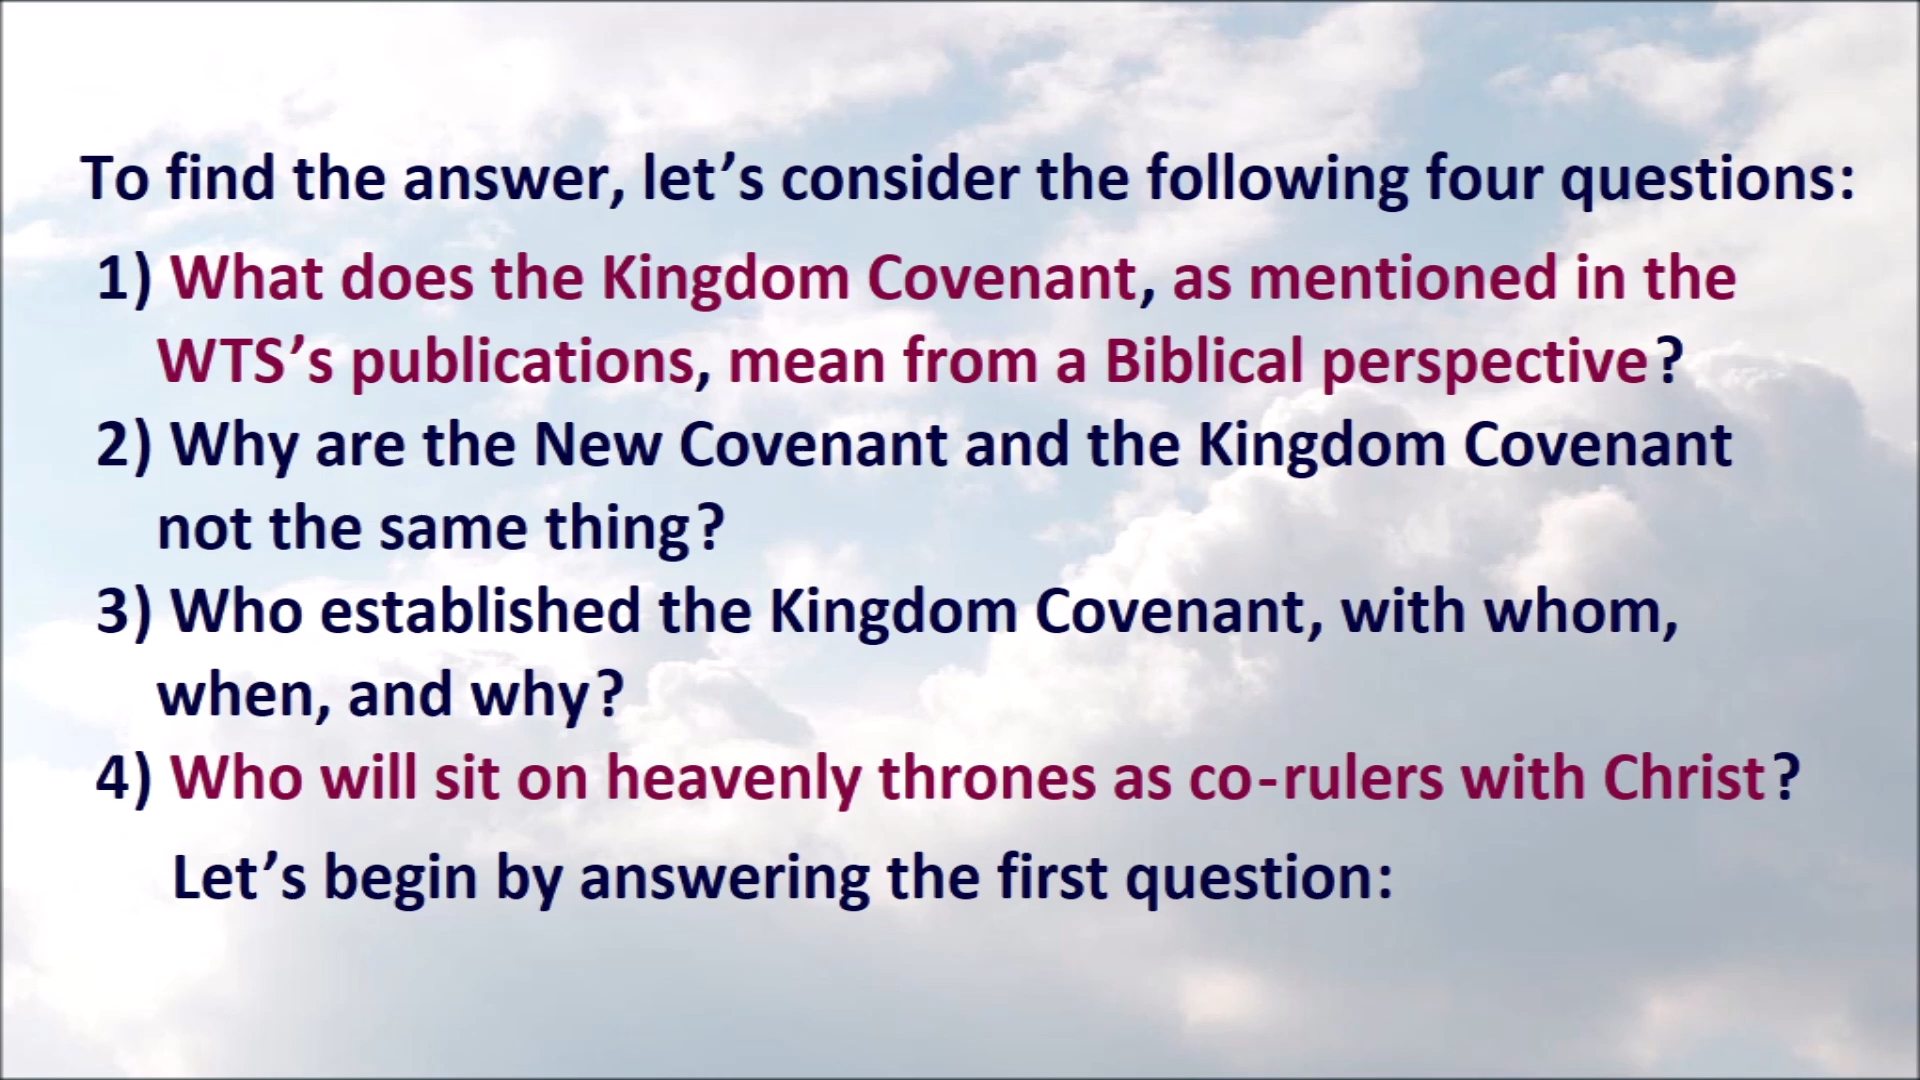 To find the answer, let’s consider the following four questions:
1) What does the Kingdom Covenant, as mentioned in the
WTS’s publications, mean from a Biblical perspective?
2) Why are the New Covenant and the Kingdom Covenant
not the same thing?
3) Who established the Kingdom Covenant, with whom,
when, and why?
4) Who will sit on heavenly thrones as co-rulers with Christ?
Let’s begin by answering the first question: